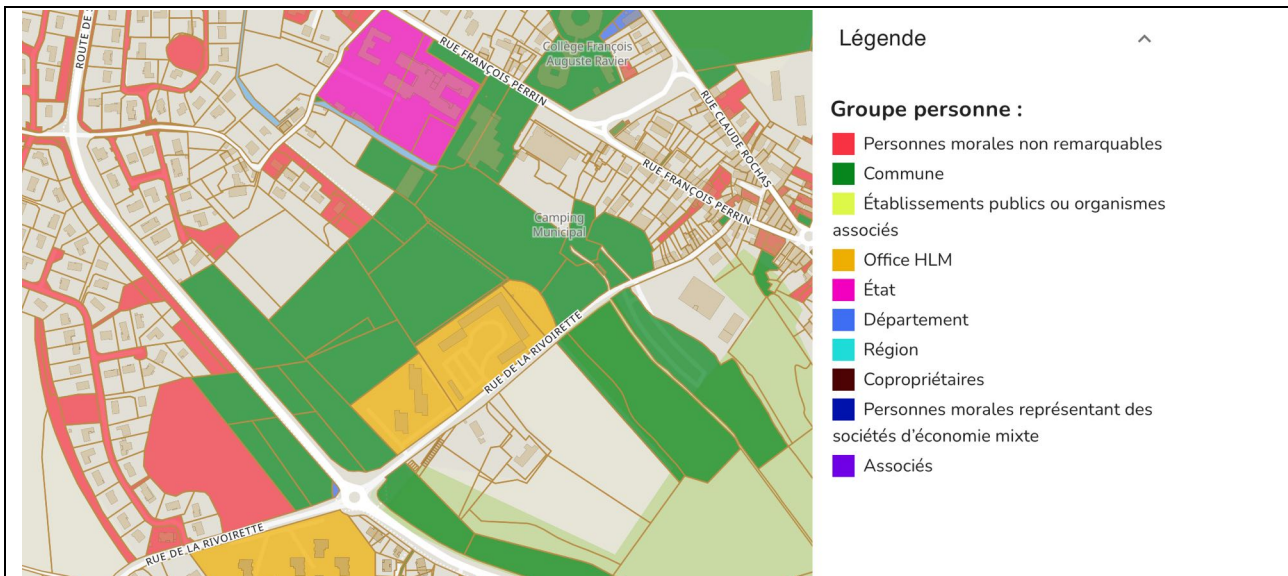 ROUTE DE
RUE FRANÇOIS PERRIN
Collège François
Auguste Ravier
RUE CLAUDE ROCHAS
RUE FRANÇOIS PERRIN
Camping
Municipal
RUE DE LA RIVOIRETTE
RUE DE LA RIVOIRETTE
Légende
Groupe personne :
Personnes morales non remarquables
Commune
Établissements publics ou organismes
associés
Office HLM
État
Département
Région
Copropriétaires
Personnes morales représentant des
sociétés d’économie mixte
Associés